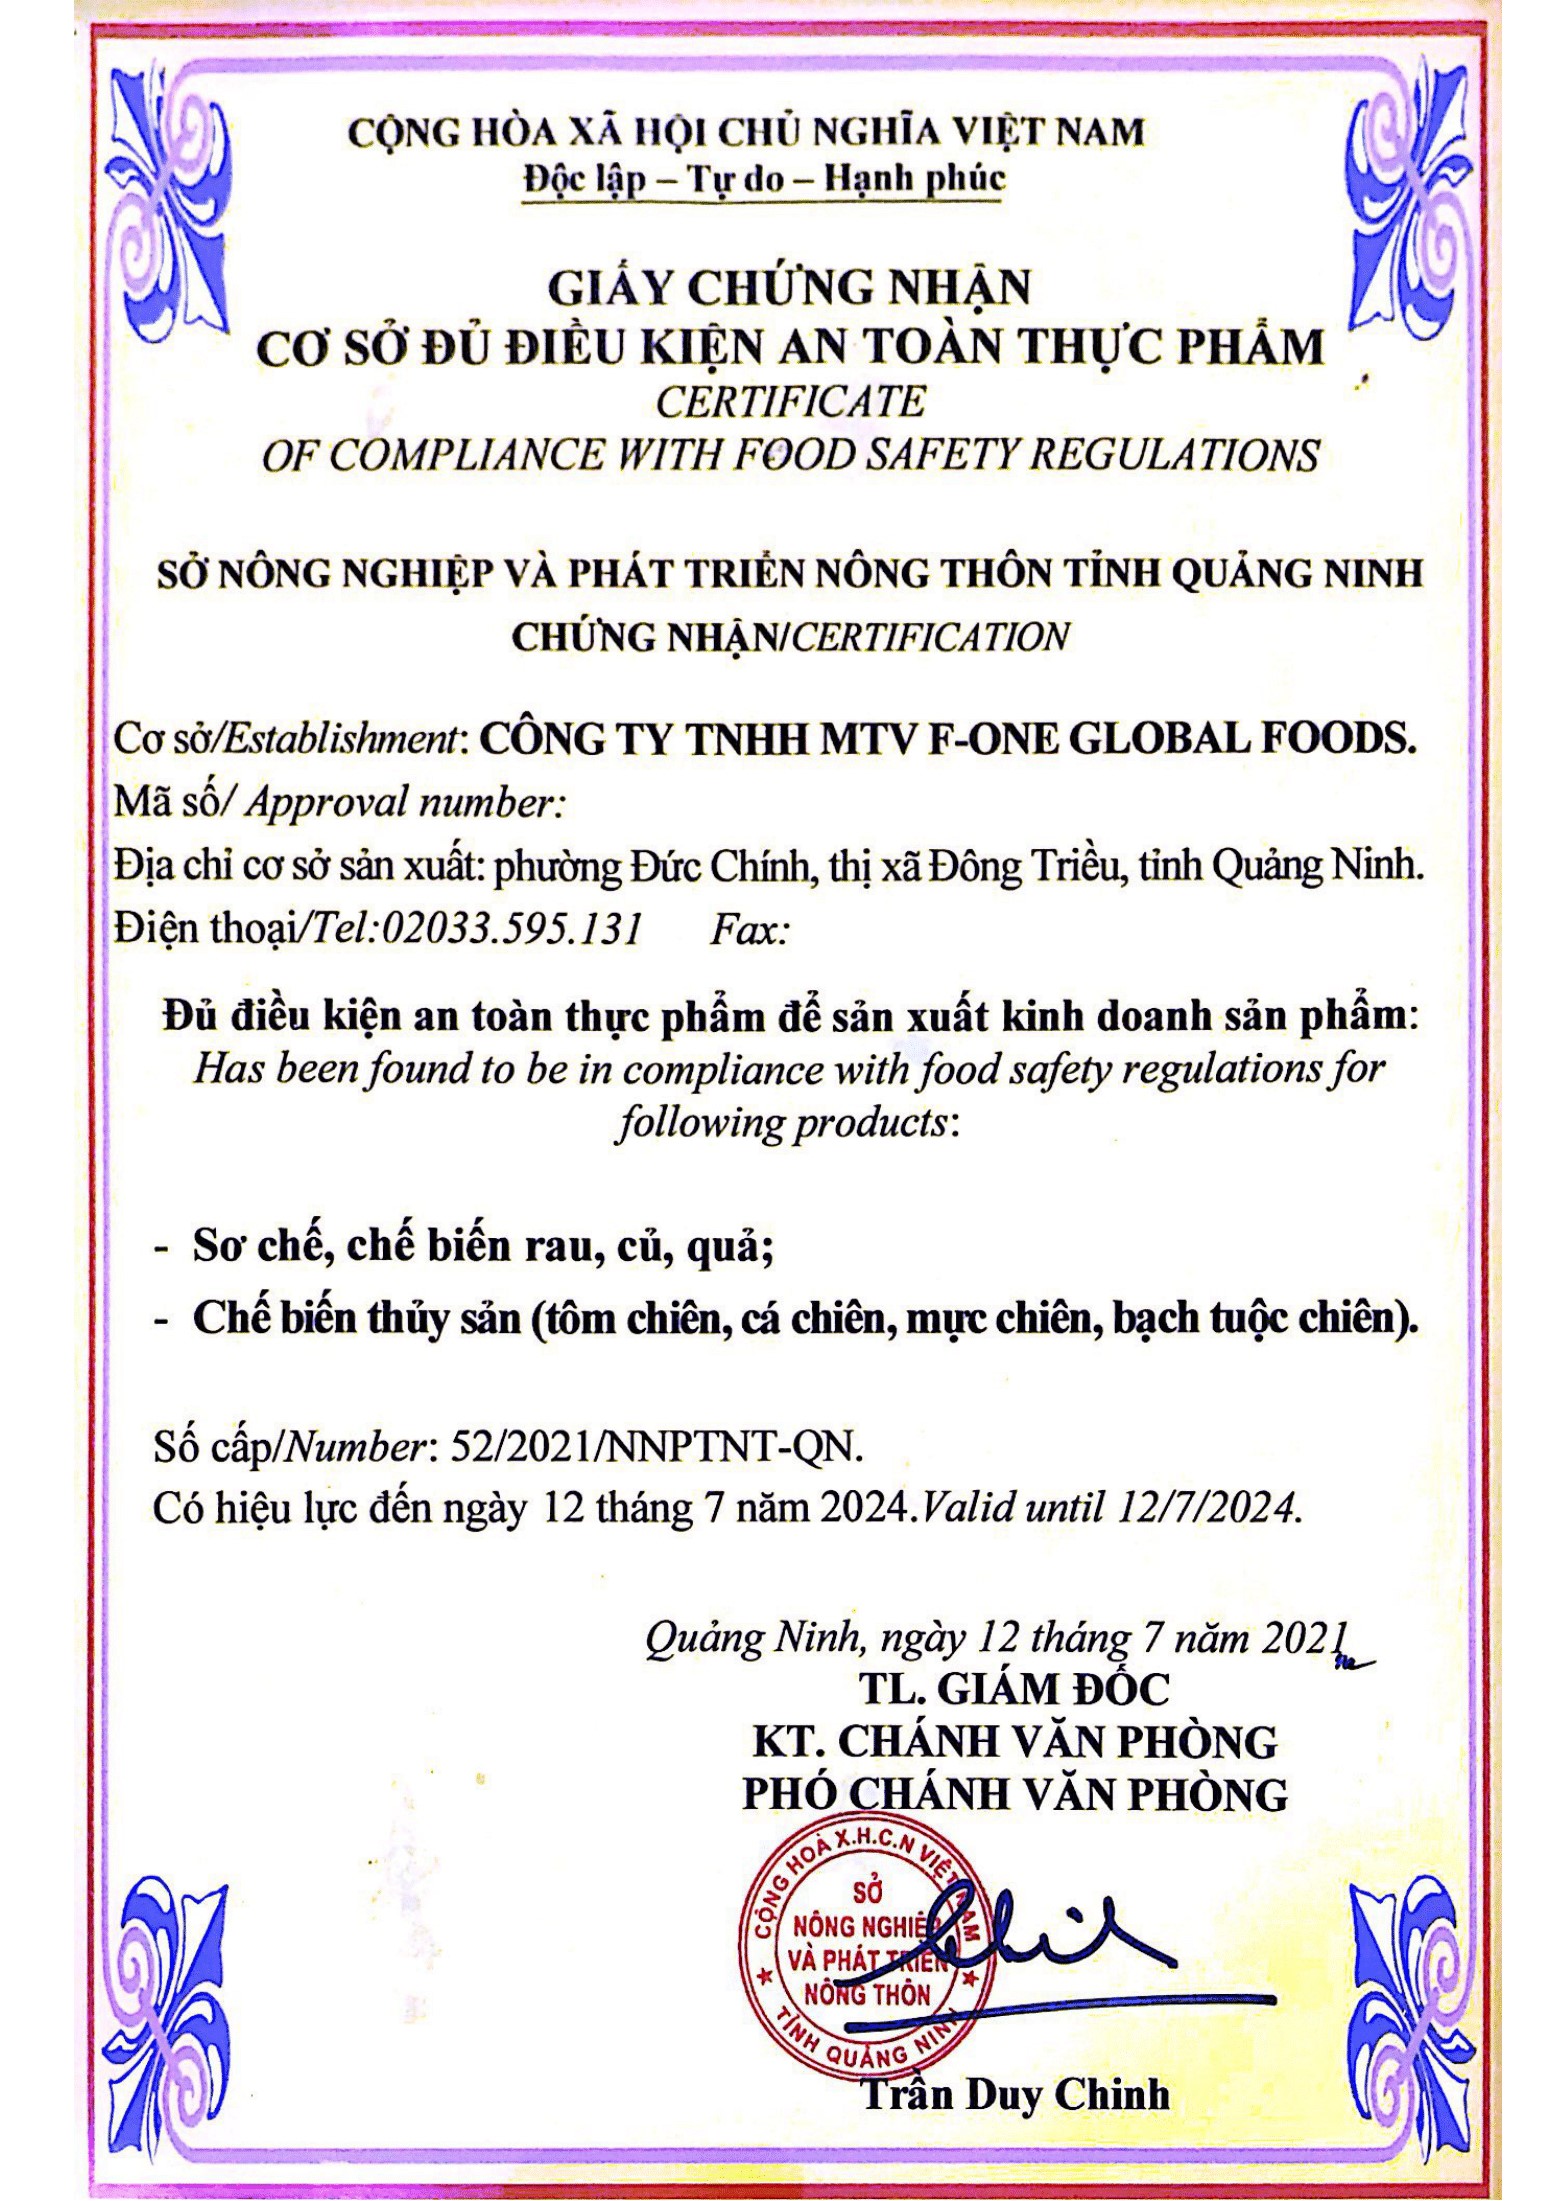 CỘNG HÒA XÃ HỘI CHỦ NGHĨA VIỆT NAM
Độc lập – Tự do – Hạnh phúc
GIẤY CHỨNG NHẬN
CƠ SỞ ĐỦ ĐIỀU KIỆN AN TOÀN THỰC PHẨM
CERTIFICATE
OF COMPLIANCE WITH FOOD SAFETY REGULATIONS
SỞ NÔNG NGHIỆP VÀ PHÁT TRIỂN NÔNG THÔN TỈNH QUẢNG NINH
CHỨNG NHẬN/CERTIFICATION
Cơ sở/Establishment: CÔNG TY TNHH MTV F-ONE GLOBAL FOODS.
Mã số/ Approval number:
Địa chỉ cơ sở sản xuất: phường Đức Chính, thị xã Đông Triều, tỉnh Quảng Ninh.
Điện thoại/Tel:02033.595.131 Fax:
Đủ điều kiện an toàn thực phẩm để sản xuất kinh doanh sản phẩm:
Has been found to be in compliance with food safety regulations for
following products:
- Sơ chế, chế biến rau, củ, quả;
- Chế biến thủy sản (tôm chiên, cá chiên, mực chiên, bạch tuộc chiên).
Số cấp/Number: 52/2021/NNPTNT-QN.
Có hiệu lực đến ngày 12 tháng 7 năm 2024.Valid until 12/7/2024.
Quảng Ninh, ngày 12 tháng 7 năm 2021
TL. GIÁM ĐỐC
KT. CHÁNH VĂN PHÒNG
PHÓ CHÁNH VĂN PHÒNG
CỘNG HOÀ X.H.C.N VIỆT NAM
SỞ
NÔNG NGHIỆP
VÀ PHÁT TRIỂN
NÔNG THÔN
TỈNH QUẢNG NINH
Trần Duy Chinh